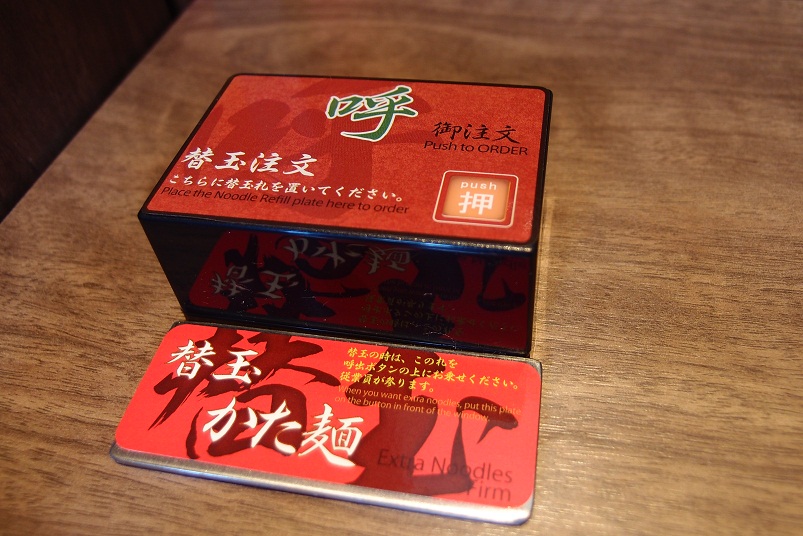 呼
御注文
Push to ORDER
替玉注文
こちらに替玉札を置いてください。
Place the Noodle Refill plate here to order
push
押
替玉
かた麺
替玉の時は、この札を
呼出ボタンの上にお乗せください。
従業員が参ります。
When you want extra noodles, put this plate
on the button in front of the window.
Extra Noodles
Firm